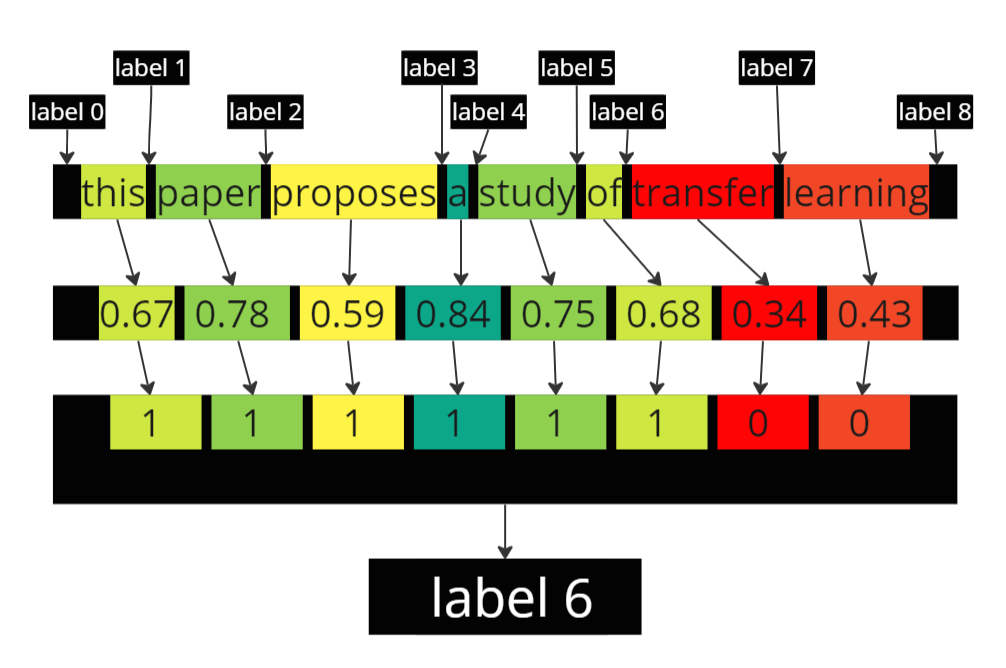 label 1 label 3 label 5 label 7
label 0 label 2 label 4 label 6 label 8
this paper proposes a study of transfer learning
0.67 0.78 0.59 0.84 0.75 0.68 0.34 0.43
1 1 1 1 1 1 0 0
label 6